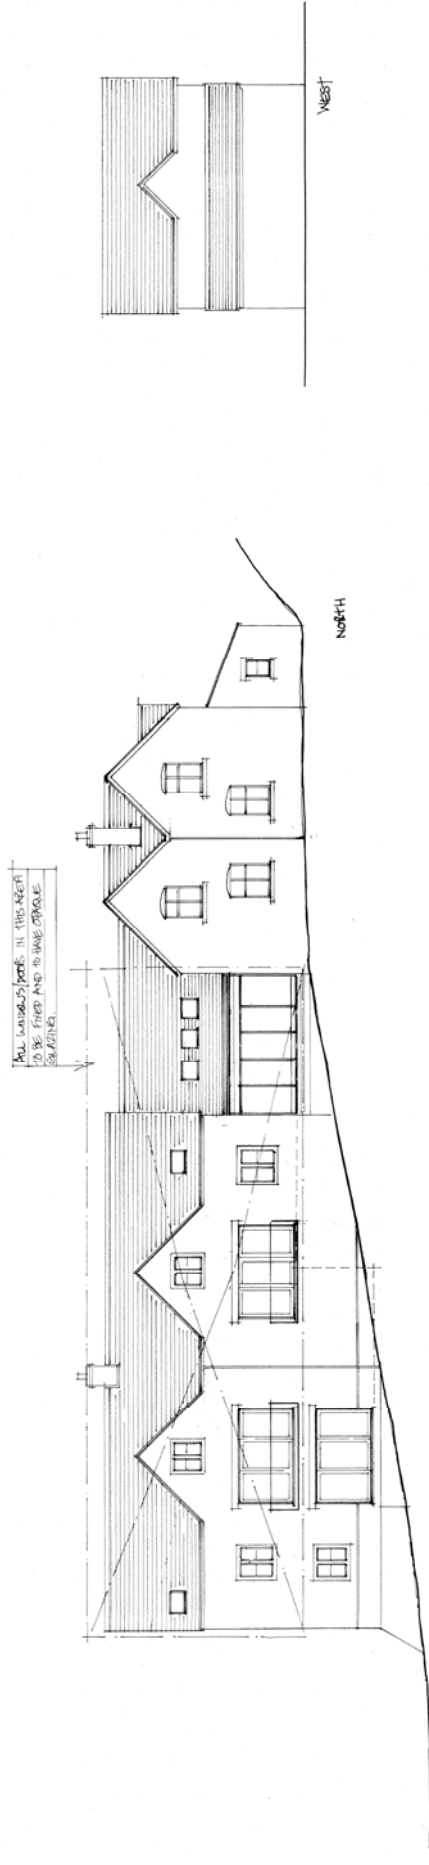 ALL WINDOWS/DOORS IN THIS AREA
TO BE FIXED AND TO HAVE OPAQUE
GLAZING.
NORTH
WEST